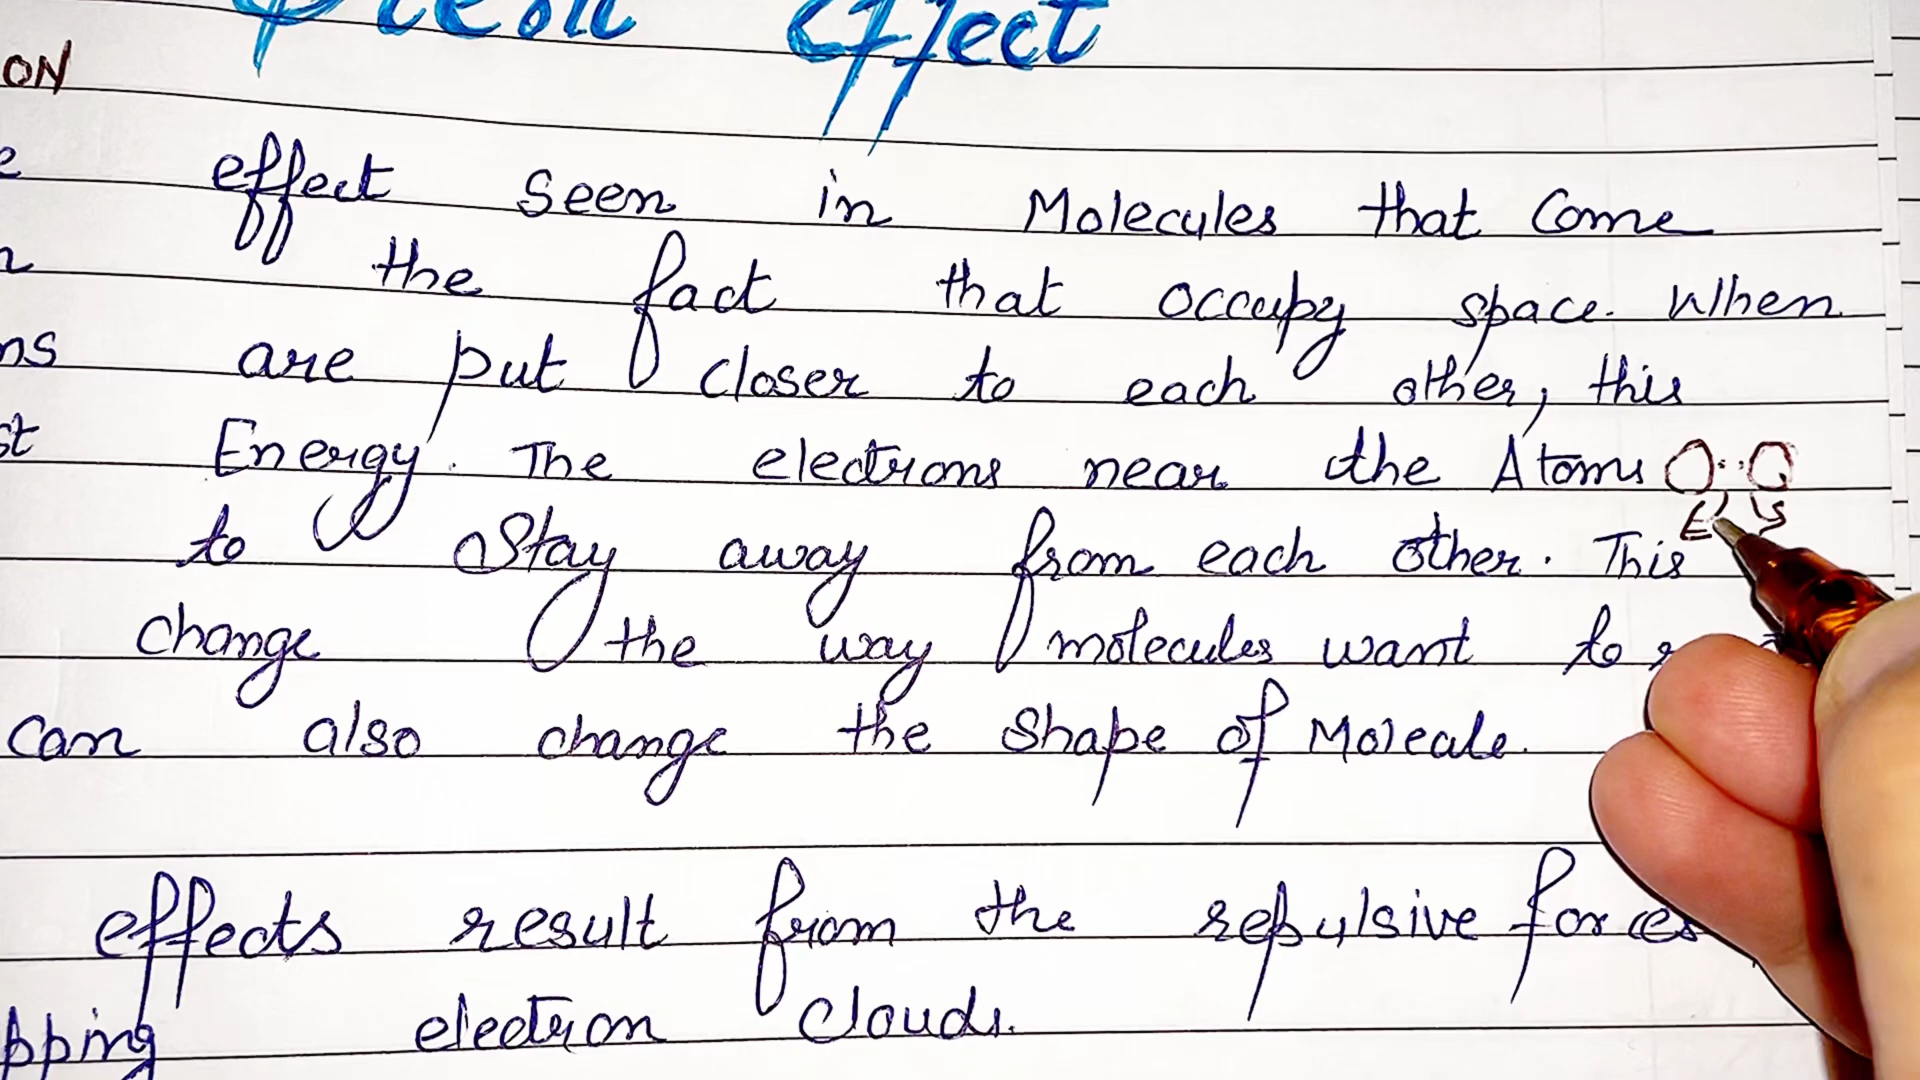 Effect
ON
effect seen in Molecules that Come
the fact that occupy space. When
are put closer to each other, this
Energy. The electrons near the Atoms
to Stay away from each other. This
change the way molecules want to
can also change the Shape of Moleale.
effects result from the repulsive forces
pping electron clouds.